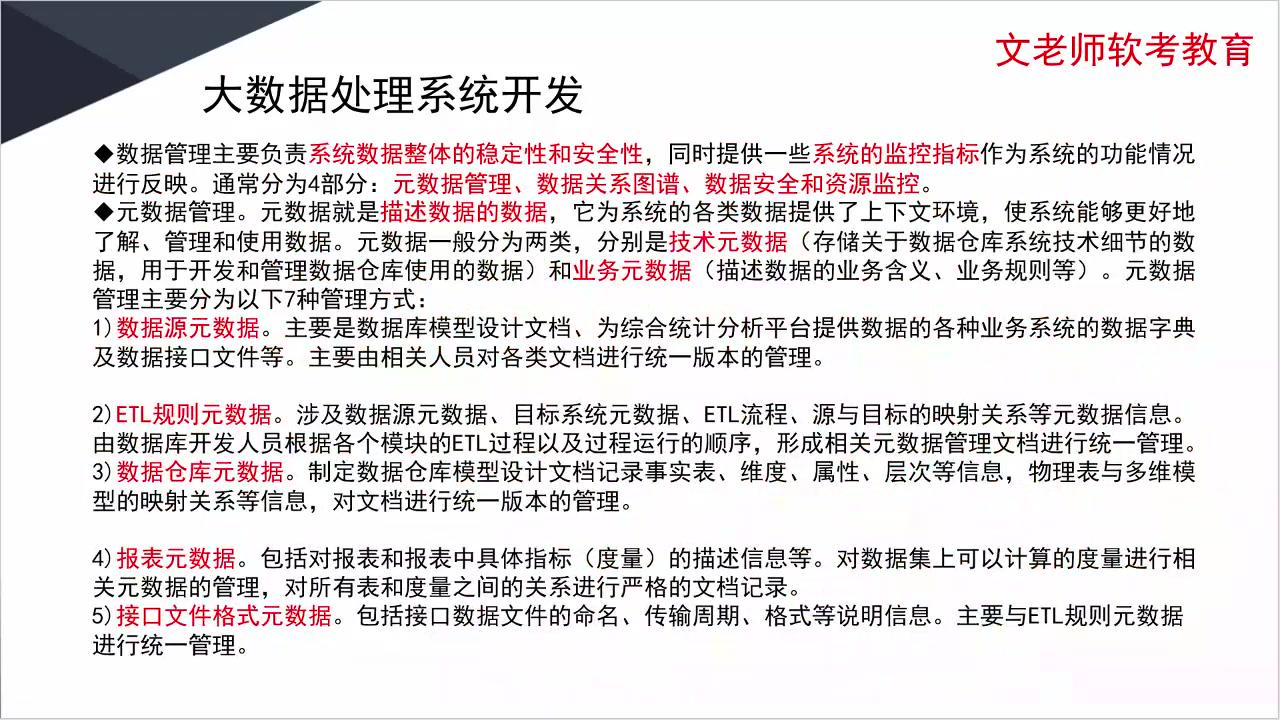 文老师软考教育
大数据处理系统开发
◆数据管理主要负责系统数据整体的稳定性和安全性，同时提供一些系统的监控指标作为系统的功能情况
进行反映。通常分为4部分：元数据管理、数据关系图谱、数据安全和资源监控。
◆元数据管理。元数据就是描述数据的数据，它为系统的各类数据提供了上下文环境，使系统能够更好地
了解、管理和使用数据。元数据一般分为两类，分别是技术元数据（存储关于数据仓库系统技术细节的数
据，用于开发和管理数据仓库使用的数据）和业务元数据（描述数据的业务含义、业务规则等）。元数据
管理主要分为以下7种管理方式：
1)数据源元数据。主要是数据库模型设计文档、为综合统计分析平台提供数据的各种业务系统的数据字典
及数据接口文件等。主要由相关人员对各类文档进行统一版本的管理。
2)ETL规则元数据。涉及数据源元数据、目标系统元数据、ETL流程、源与目标的映射关系等元数据信息。
由数据库开发人员根据各个模块的ETL过程以及过程运行的顺序，形成相关元数据管理文档进行统一管理。
3)数据仓库元数据。制定数据仓库模型设计文档记录事实表、维度、属性、层次等信息，物理表与多维模
型的映射关系等信息，对文档进行统一版本的管理。
4)报表元数据。包括对报表和报表中具体指标（度量）的描述信息等。对数据集上可以计算的度量进行相
关元数据的管理，对所有表和度量之间的关系进行严格的文档记录。
5)接口文件格式元数据。包括接口数据文件的命名、传输周期、格式等说明信息。主要与ETL规则元数据
进行统一管理。